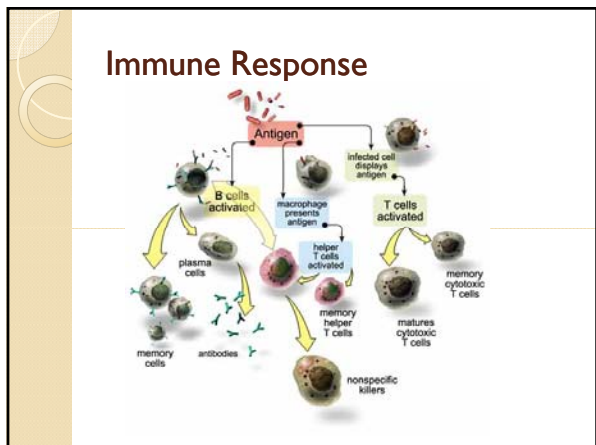 Immune Response
Antigen
B cells
activated
macrophage
presents
antigen
infected cell
displays
antigen
T cells
activated
helper
T cells
activated
plasma
cells
memory
cells
antibodies
memory
helper
T cells
memory
cytotoxic
T cells
matures
cytotoxic
T cells
nonspecific
killers